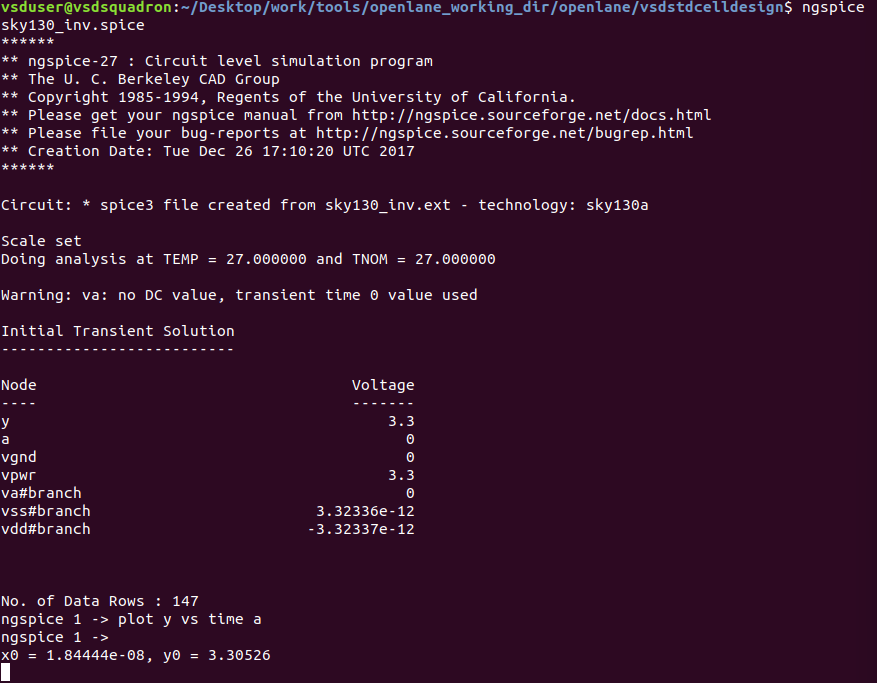 vsduser@vsdsquadron:~/Desktop/work/tools/openlane_working_dir/openlane/vsdstdcelldesign$ ngspice
sky130_inv.spice
******
** ngspice-27 : Circuit level simulation program
** The U. C. Berkeley CAD Group
** Copyright 1985-1994, Regents of the University of California.
** Please get your ngspice manual from http://ngspice.sourceforge.net/docs.html
** Please file your bug-reports at http://ngspice.sourceforge.net/bugrep.html
** Creation Date: Tue Dec 26 17:10:20 UTC 2017
******
Circuit: * spice3 file created from sky130_inv.ext - technology: sky130a
Scale set
Doing analysis at TEMP = 27.000000 and TNOM = 27.000000
Warning: va: no DC value, transient time 0 value used
Initial Transient Solution
--------------------------
Node Voltage
---- -------
y 3.3
a 0
vgnd 0
vpwr 3.3
va#branch 0
vss#branch 3.32336e-12
vdd#branch -3.32337e-12
No. of Data Rows : 147
ngspice 1 -> plot y vs time a
ngspice 1 ->
x0 = 1.84444e-08, y0 = 3.30526